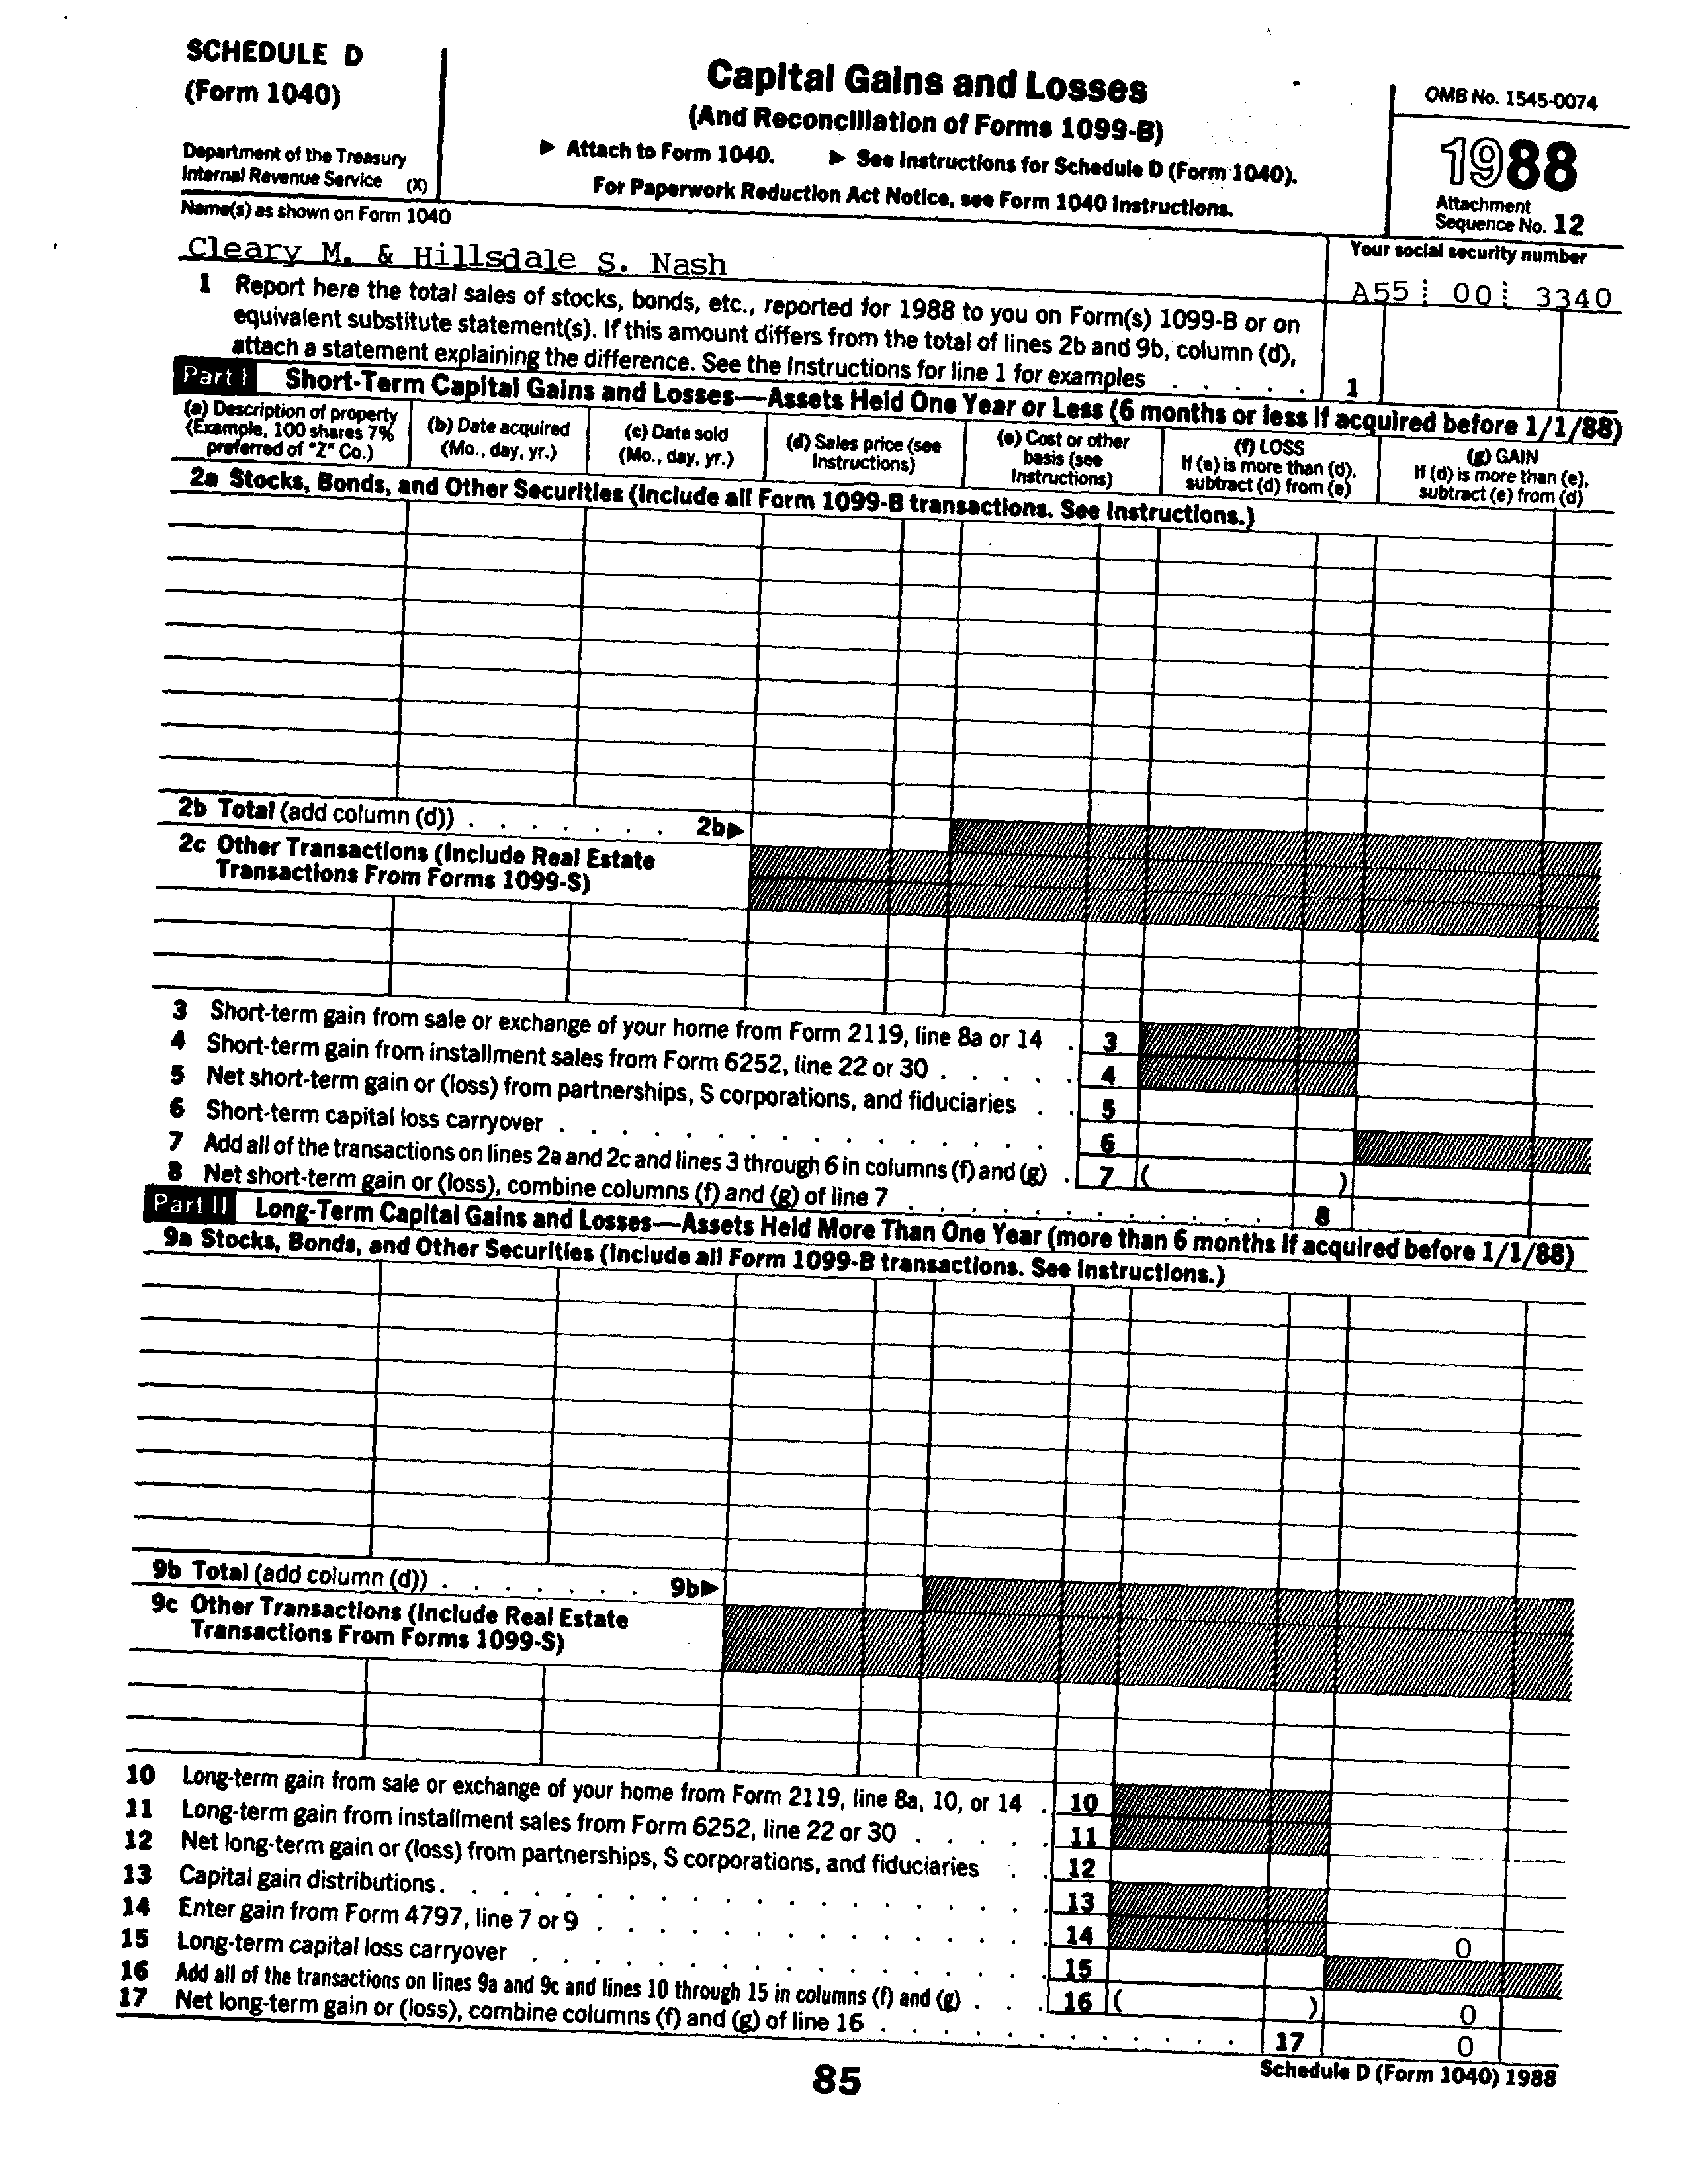 SCHEDULE D
(Form 1040)
Department of the Treasury
Internal Revenue Service (X)
Capital Gains and Losses
(And Reconciliation of Forms 1099-B)
▶ Attach to Form 1040. ▶ See Instructions for Schedule D (Form 1040).
For Paperwork Reduction Act Notice, see Form 1040 Instructions.
OMB No. 1545-0074
1988
Attachment
Sequence No. 12
Name(s) as shown on Form 1040
Your social security number
Cleary M. & Hillsdale S. Nash
A55 00 3340
1 Report here the total sales of stocks, bonds, etc., reported for 1988 to you on Form(s) 1099-B or on
equivalent substitute statement(s). If this amount differs from the total of lines 2b and 9b, column (d),
attach a statement explaining the difference. See the Instructions for line 1 for examples . . . . . 1
Part I Short-Term Capital Gains and Losses—Assets Held One Year or Less (6 months or less if acquired before 1/1/88)
(a) Description of property
(Example, 100 shares 7%
preferred of "Z" Co.)
(b) Date acquired
(Mo., day, yr.)
(c) Date sold
(Mo., day, yr.)
(d) Sales price (see
Instructions)
(e) Cost or other
basis (see
Instructions)
(f) LOSS
If (e) is more than (d),
subtract (d) from (e)
(g) GAIN
If (d) is more than (e),
subtract (e) from (d)
2a Stocks, Bonds, and Other Securities (Include all Form 1099-B transactions. See Instructions.)
2b Total (add column (d)) . . . . . . . 2b▶
2c Other Transactions (Include Real Estate
Transactions From Forms 1099-S)
3 Short-term gain from sale or exchange of your home from Form 2119, line 8a or 14 . 3
4 Short-term gain from installment sales from Form 6252, line 22 or 30 . . . . . 4
5 Net short-term gain or (loss) from partnerships, S corporations, and fiduciaries . . 5
6 Short-term capital loss carryover . . . . . . . . . . . . . . . . 6
7 Add all of the transactions on lines 2a and 2c and lines 3 through 6 in columns (f) and (g) . 7 ( )
8 Net short-term gain or (loss), combine columns (f) and (g) of line 7 . . . . . . . . . . . . 8
Part II Long-Term Capital Gains and Losses—Assets Held More Than One Year (more than 6 months if acquired before 1/1/88)
9a Stocks, Bonds, and Other Securities (Include all Form 1099-B transactions. See Instructions.)
9b Total (add column (d)) . . . . . . . 9b▶
9c Other Transactions (Include Real Estate
Transactions From Forms 1099-S)
10 Long-term gain from sale or exchange of your home from Form 2119, line 8a, 10, or 14 . 10
11 Long-term gain from installment sales from Form 6252, line 22 or 30 . . . . . 11
12 Net long-term gain or (loss) from partnerships, S corporations, and fiduciaries . . 12
13 Capital gain distributions. . . . . . . . . . . . . . . . . . . . 13
14 Enter gain from Form 4797, line 7 or 9 . . . . . . . . . . . . . . . 14 0
15 Long-term capital loss carryover . . . . . . . . . . . . . . . . . 15
16 Add all of the transactions on lines 9a and 9c and lines 10 through 15 in columns (f) and (g) . . . 16 ( ) 0
17 Net long-term gain or (loss), combine columns (f) and (g) of line 16 . . . . . . . . . . . . 17 0
85
Schedule D (Form 1040) 1988